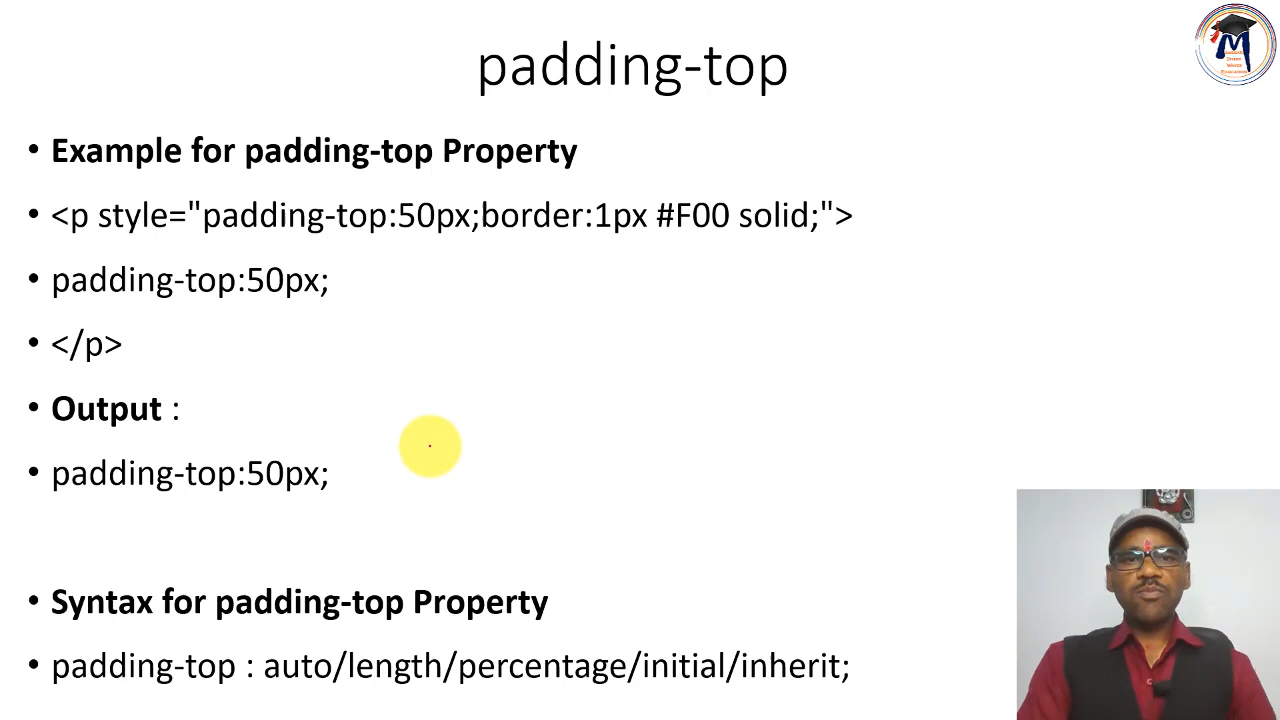 padding-top
• Example for padding-top Property
• <p style="padding-top:50px;border:1px #F00 solid;">
• padding-top:50px;
• </p>
• Output :
• padding-top:50px;
• Syntax for padding-top Property
• padding-top : auto/length/percentage/initial/inherit;